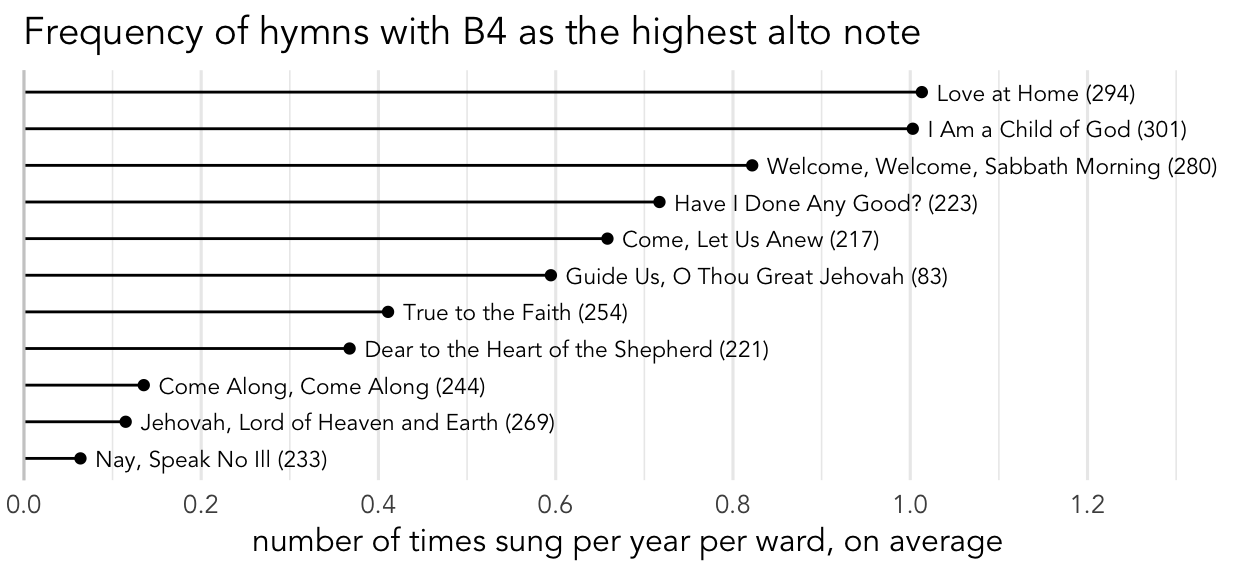 Frequency of hymns with B4 as the highest alto note
Love at Home (294)
I Am a Child of God (301)
Welcome, Welcome, Sabbath Morning (280)
Have I Done Any Good? (223)
Come, Let Us Anew (217)
Guide Us, O Thou Great Jehovah (83)
True to the Faith (254)
Dear to the Heart of the Shepherd (221)
Come Along, Come Along (244)
Jehovah, Lord of Heaven and Earth (269)
Nay, Speak No Ill (233)
0.0 0.2 0.4 0.6 0.8 1.0 1.2
number of times sung per year per ward, on average